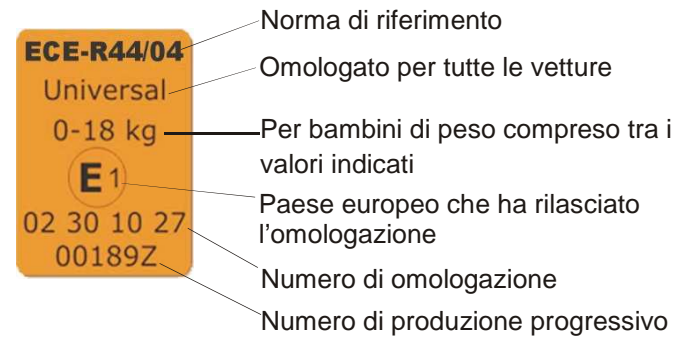 ECE-R44/04
Universal
0-18 kg
E 1
02 30 10 27
00189Z
Norma di riferimento
Omologato per tutte le vetture
Per bambini di peso compreso tra i
valori indicati
Paese europeo che ha rilasciato
l'omologazione
Numero di omologazione
Numero di produzione progressivo